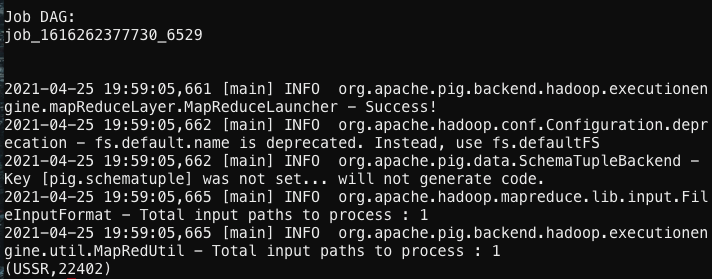 Job DAG:
job_1616262377730_6529
2021-04-25 19:59:05,661 [main] INFO  org.apache.pig.backend.hadoop.executionen
gine.mapReduceLayer.MapReduceLauncher - Success!
2021-04-25 19:59:05,662 [main] INFO  org.apache.hadoop.conf.Configuration.depr
ecation - fs.default.name is deprecated. Instead, use fs.defaultFS
2021-04-25 19:59:05,662 [main] INFO  org.apache.pig.data.SchemaTupleBackend -
Key [pig.schematuple] was not set... will not generate code.
2021-04-25 19:59:05,665 [main] INFO  org.apache.hadoop.mapreduce.lib.input.Fil
eInputFormat - Total input paths to process : 1
2021-04-25 19:59:05,665 [main] INFO  org.apache.pig.backend.hadoop.executionen
gine.util.MapRedUtil - Total input paths to process : 1
(USSR,22402)